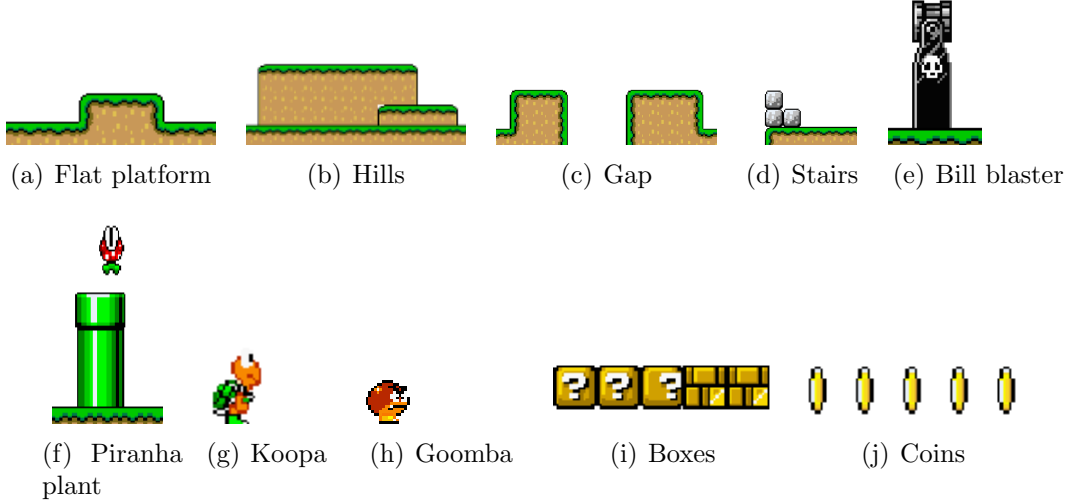 (a) Flat platform
(b) Hills
(c) Gap
(d) Stairs
(e) Bill blaster
? ? ?
(f) Piranha
plant
(g) Koopa
(h) Goomba
(i) Boxes
(j) Coins